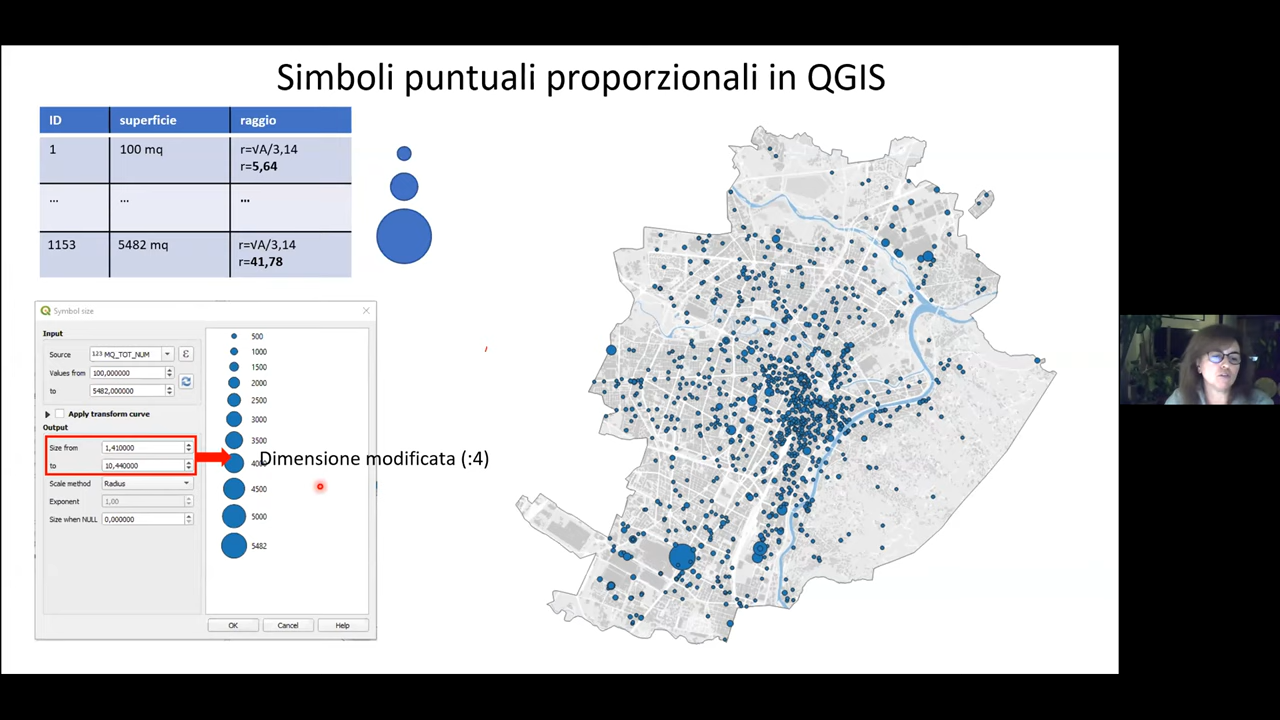 Simboli puntuali proporzionali in QGIS
ID superficie raggio
1 100 mq r=√A/3,14
r=5,64
... ... ...
1153 5482 mq r=√A/3,14
r=41,78
Symbol size
Input
Source 123 MQ_TOT_NUM ε
Values from 100,000000
to 5482,000000
Apply transform curve
Output
Size from 1,410000
to 10,440000
Scale method Radius
Exponent 1,00
Size when NULL 0,000000
500
1000
1500
2000
2500
3000
3500
Dimensione modificata (:4)
4500
5000
5482
OK Cancel Help